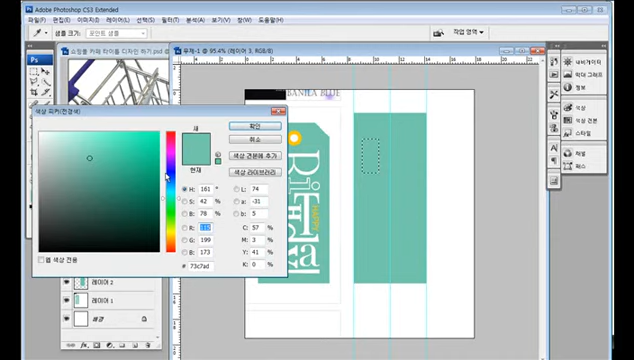 Adobe Photoshop CS3 Extended
파일(F) 편집(E) 이미지(I) 레이어(L) 선택(S) 필터(T) 분석(A) 보기(V) 창(W) 도움말(H)
샘플 크기: 포인트 샘플
작업 영역
쇼핑몰 카페 타이틀 디자인 하기.psd
무제-1 @ 95.4% (레이어 3, RGB/8)
Ps
BANILA BLUE
HAPPY
색상 피커(전경색)
새
현재
확인
취소
색상 견본에 추가
색상 라이브러리
H: 161 °
S: 42 %
B: 78 %
R: 115
G: 199
B: 173
# 73c7ad
L: 74
a: -31
b: 5
C: 57 %
M: 3 %
Y: 41 %
K: 0 %
웹 색상 전용
레이어 2
레이어 1
배경
내비게이터
막대 그래프
정보
색상
색상 견본
스타일
채널
패스